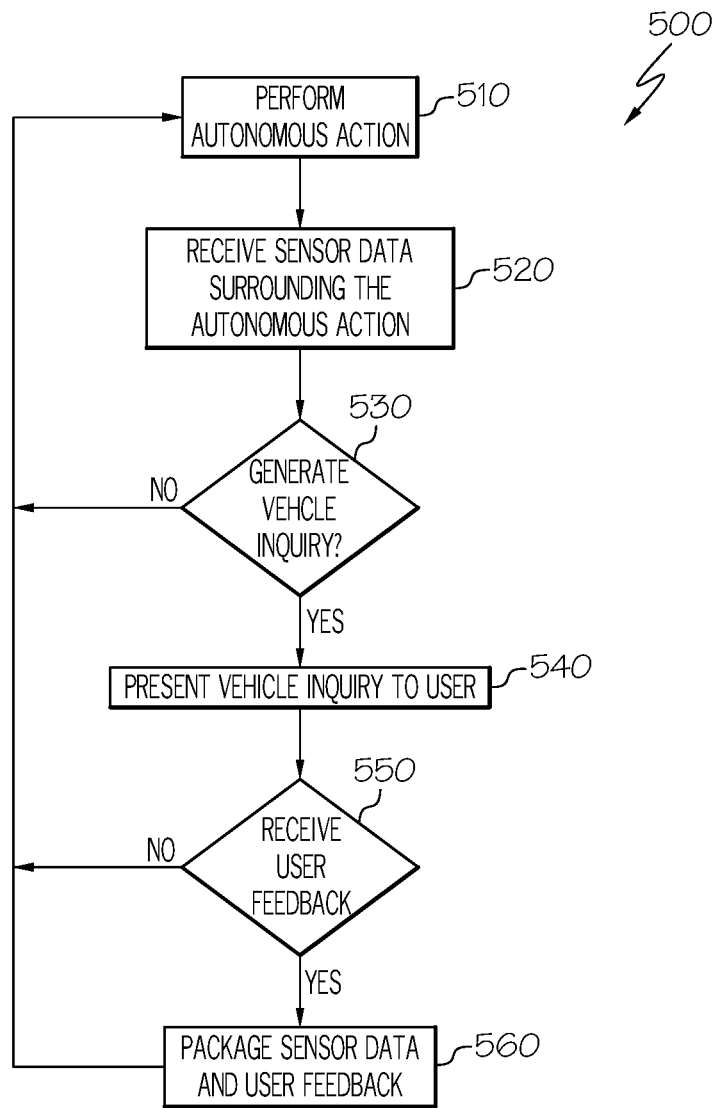 500
PERFORM
AUTONOMOUS ACTION
510
RECEIVE SENSOR DATA
SURROUNDING THE
AUTONOMOUS ACTION
520
530
GENERATE
VEHCLE
INQUIRY?
NO
YES
PRESENT VEHICLE INQUIRY TO USER
540
550
RECEIVE
USER
FEEDBACK
NO
YES
PACKAGE SENSOR DATA
AND USER FEEDBACK
560